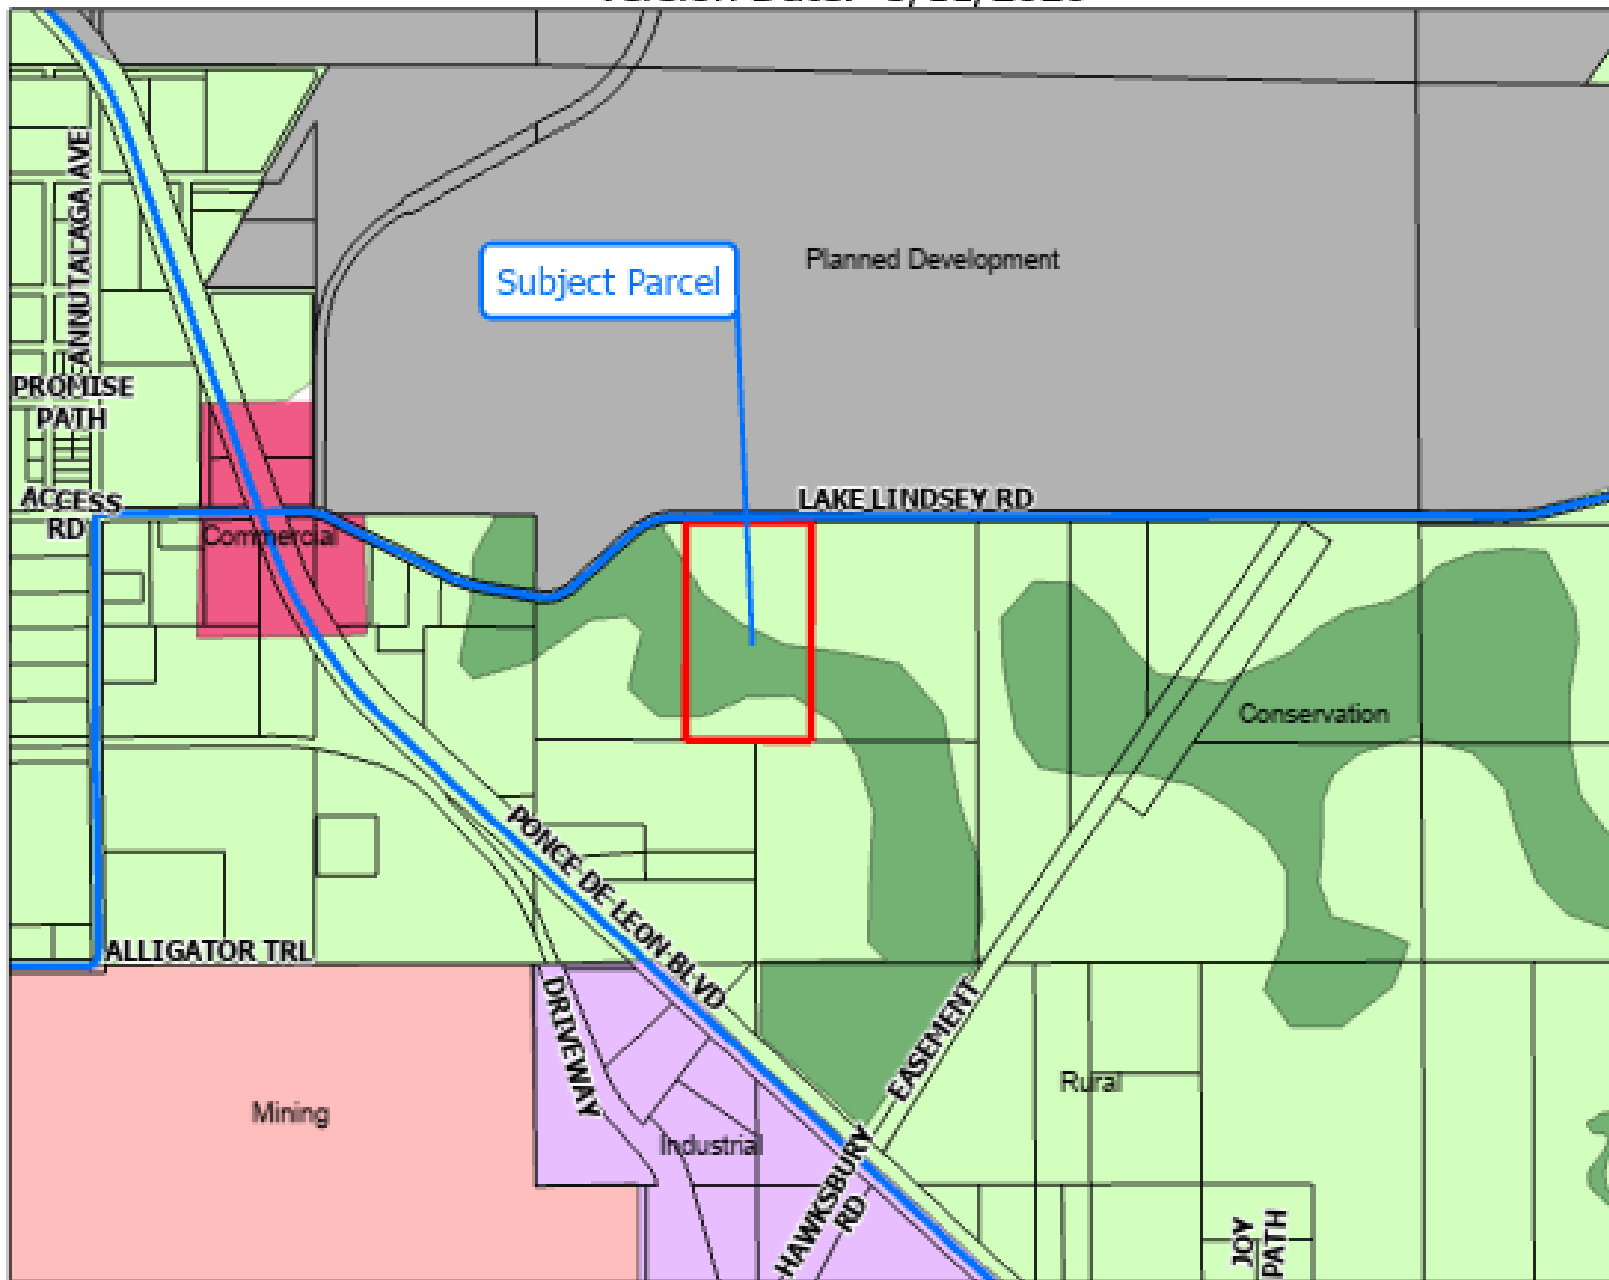 ANNUTALAGA AVE
Planned Development
Subject Parcel
PROMISE
PATH
ACCESS
RD
LAKE LINDSEY RD
Commercial
Conservation
PONCE DE LEON BLVD
ALLIGATOR TRL
DRIVEWAY
EASEMENT
Rural
Mining
Industrial
HAWKSBURY
RD
JOY
PATH